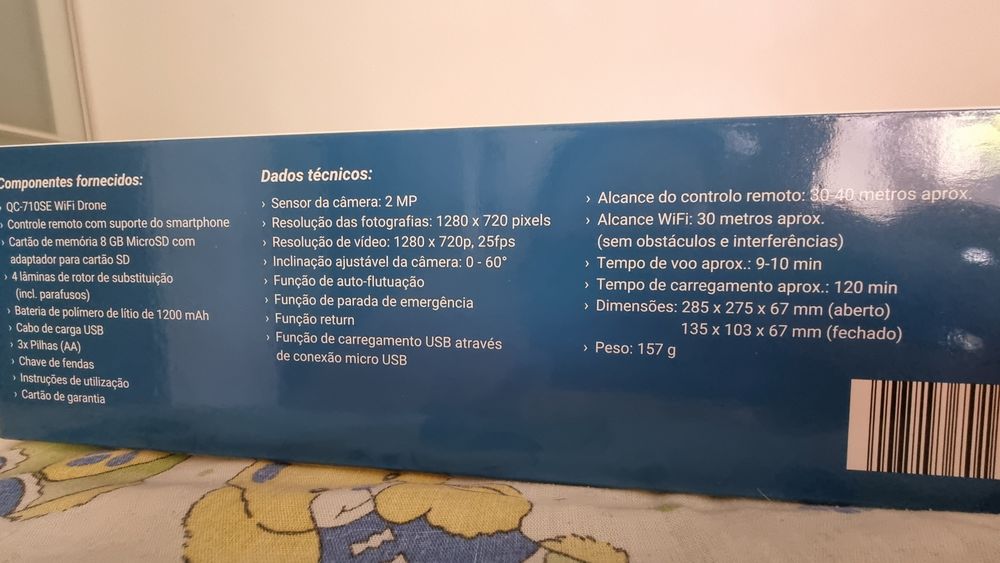 Componentes fornecidos:
› QC-710SE WiFi Drone
› Controle remoto com suporte do smartphone
› Cartão de memória 8 GB MicroSD com
adaptador para cartão SD
› 4 lâminas de rotor de substituição
(incl. parafusos)
› Bateria de polímero de lítio de 1200 mAh
› Cabo de carga USB
› 3x Pilhas (AA)
› Chave de fendas
› Instruções de utilização
› Cartão de garantia
Dados técnicos:
› Sensor da câmera: 2 MP
› Resolução das fotografias: 1280 x 720 pixels
› Resolução de vídeo: 1280 x 720p, 25fps
› Inclinação ajustável da câmera: 0 - 60°
› Função de auto-flutuação
› Função de parada de emergência
› Função return
› Função de carregamento USB através
de conexão micro USB
› Alcance do controlo remoto: 30-40 metros aprox.
› Alcance WiFi: 30 metros aprox.
(sem obstáculos e interferências)
› Tempo de voo aprox.: 9-10 min
› Tempo de carregamento aprox.: 120 min
› Dimensões: 285 x 275 x 67 mm (aberto)
135 x 103 x 67 mm (fechado)
› Peso: 157 g